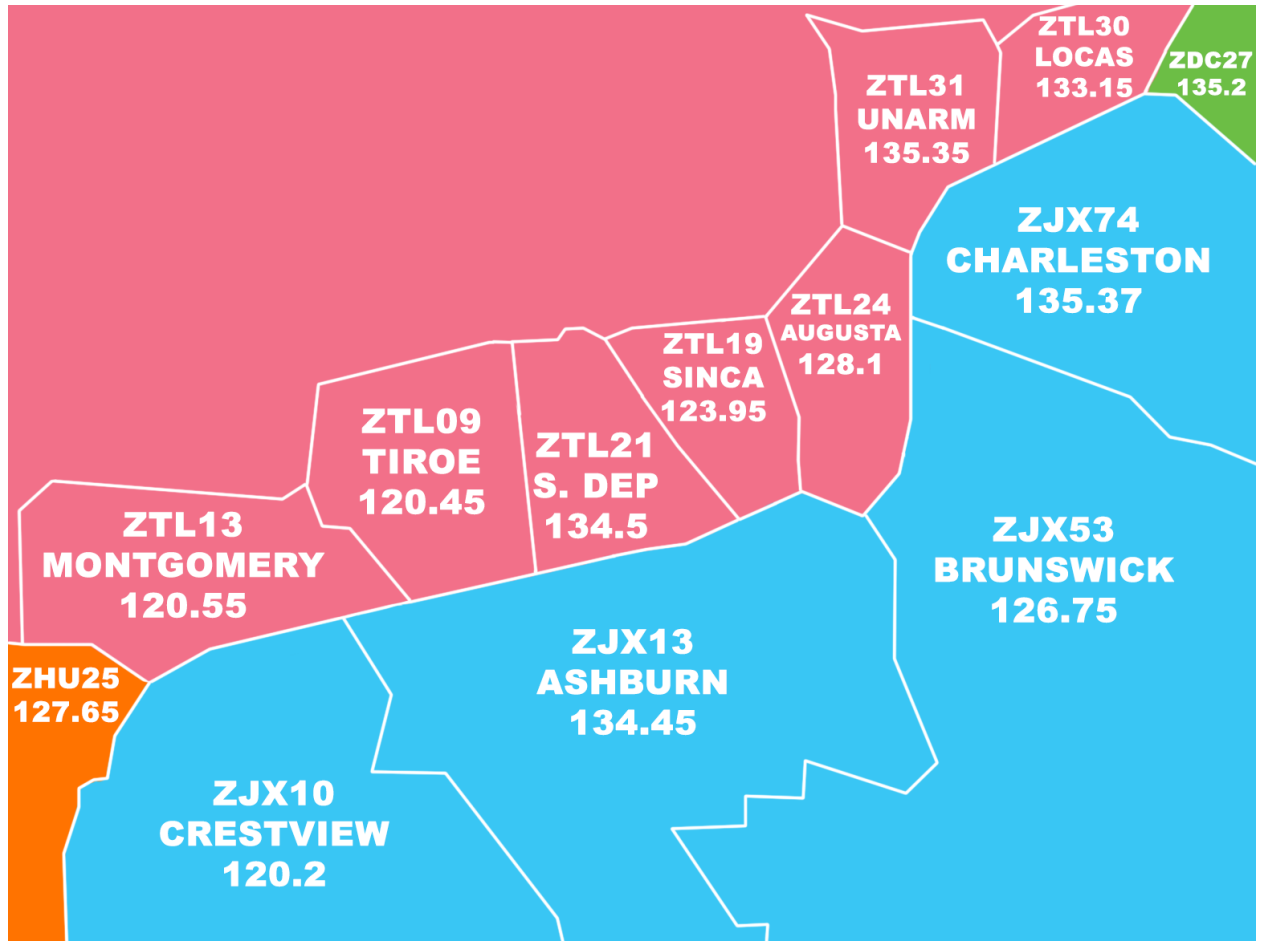 ZTL30
LOCAS
133.15
ZDC27
135.2
ZTL31
UNARM
135.35
ZJX74
CHARLESTON
135.37
ZTL24
AUGUSTA
128.1
ZTL19
SINCA
123.95
ZTL09
TIROE
120.45
ZTL21
S. DEP
134.5
ZTL13
MONTGOMERY
120.55
ZJX53
BRUNSWICK
126.75
ZJX13
ASHBURN
134.45
ZHU25
127.65
ZJX10
CRESTVIEW
120.2